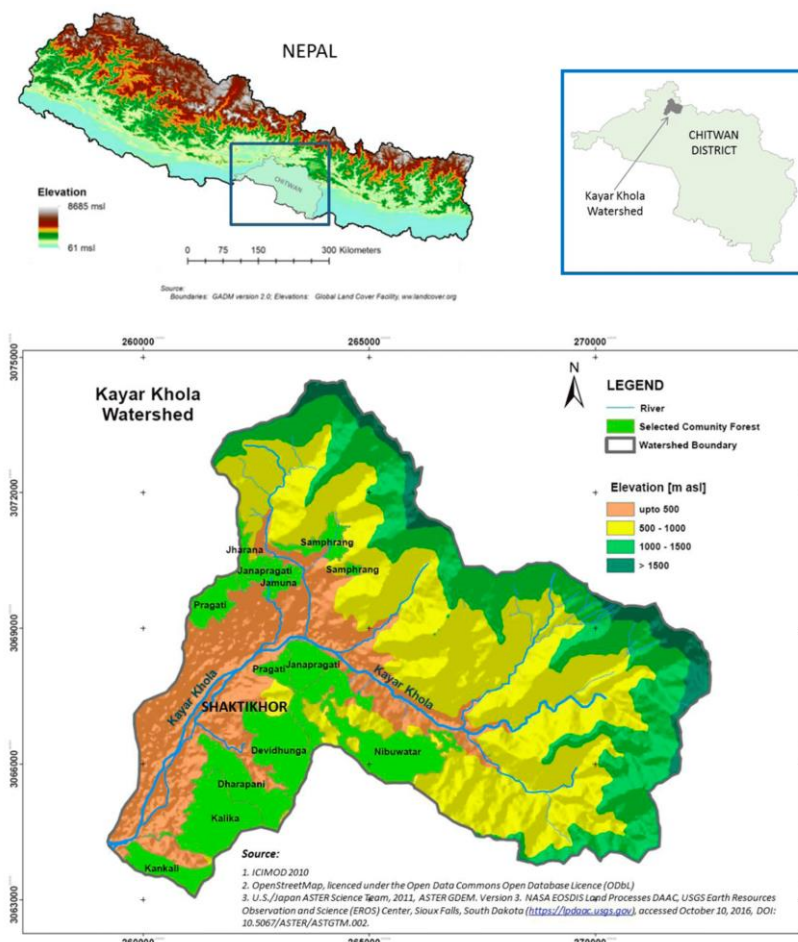 NEPAL
CHITWAN
Elevation
8685 msl
61 msl
0 75 150 300 Kilometers
Source:
Boundaries: GADM version 2.0; Elevations: Global Land Cover Facility, ww.landcover.org
CHITWAN
DISTRICT
Kayar Khola
Watershed
260000 265000 270000
3075000
3072000
3069000
3066000
3063000
Kayar Khola
Watershed
N
LEGEND
River
Selected Comunity Forest
Watershed Boundary
Elevation [m asl]
upto 500
500 - 1000
1000 - 1500
> 1500
Jharana
Samphrang
Janapragati
Samphrang
Jamuna
Pragati
Pragati
Janapragati
Kayar Khola
Kayar Khola
SHAKTIKHOR
Devidhunga
Nibuwatar
Dharapani
Kalika
Kankali
Source:
1. ICIMOD 2010
2. OpenStreetMap, licenced under the Open Data Commons Open Database Licence (ODbL)
3. U.S./Japan ASTER Science Team, 2011, ASTER GDEM. Version 3. NASA EOSDIS Land Processes DAAC, USGS Earth Resources
Observation and Science (EROS) Center, Sioux Falls, South Dakota (https://lpdaac.usgs.gov), accessed October 10, 2016, DOI:
10.5067/ASTER/ASTGTM.002.
260000 265000 270000